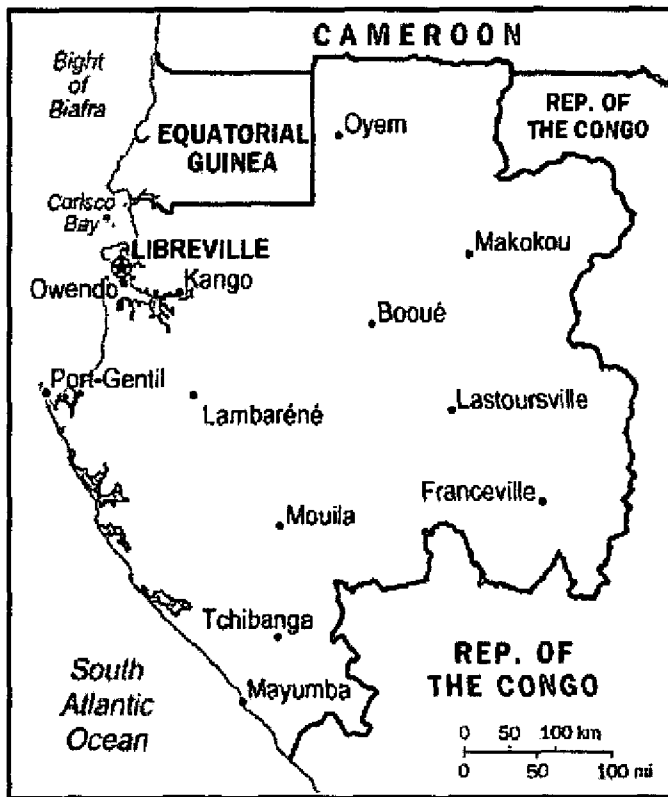 CAMEROON
Bight
of
Biafra
EQUATORIAL
GUINEA
Oyem
REP. OF
THE CONGO
Corisco
Bay
LIBREVILLE
Makokou
Owendo
Kango
Booué
Port-Gentil
Lambaréné
Lastoursville
Franceville
Mouila
Tchibanga
Mayumba
South
Atlantic
Ocean
REP. OF
THE CONGO
0 50 100 km
0 50 100 mi